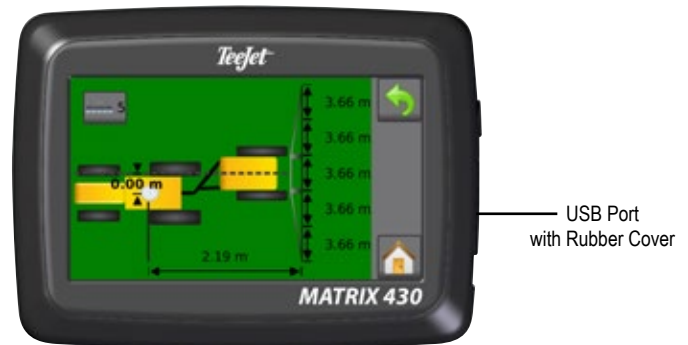 TeeJet
5
3.66 m
3.66 m
3.66 m
0.00 m
3.66 m
2.19 m
3.66 m
MATRIX 430
USB Port
with Rubber Cover